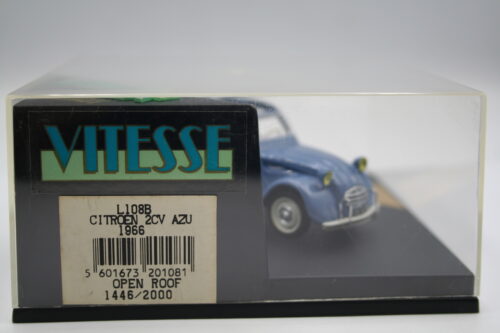 VITESSE
L108B
CITROEN 2CV AZU
1966
5 601673 201081
OPEN ROOF
1446/2000